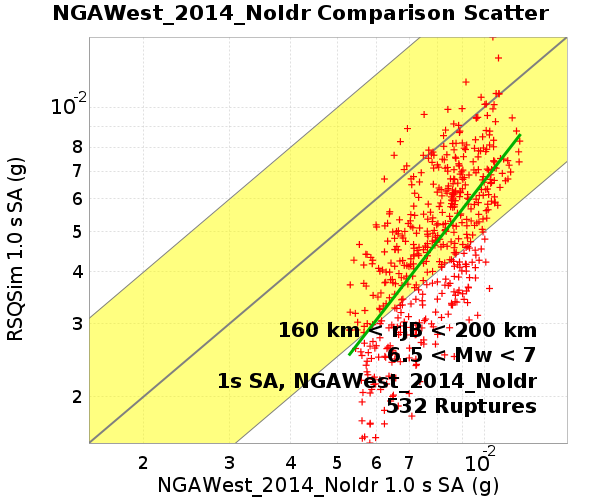 NGAWest_2014_NoIdr Comparison Scatter
RSQSim 1.0 s SA (g)
10-2
8
7
6
5
4
3
2
160 km < rJB < 200 km
6.5 < Mw < 7
1s SA, NGAWest_2014_NoIdr
532 Ruptures
2 3 4 5 6 7 10-2
NGAWest_2014_NoIdr 1.0 s SA (g)